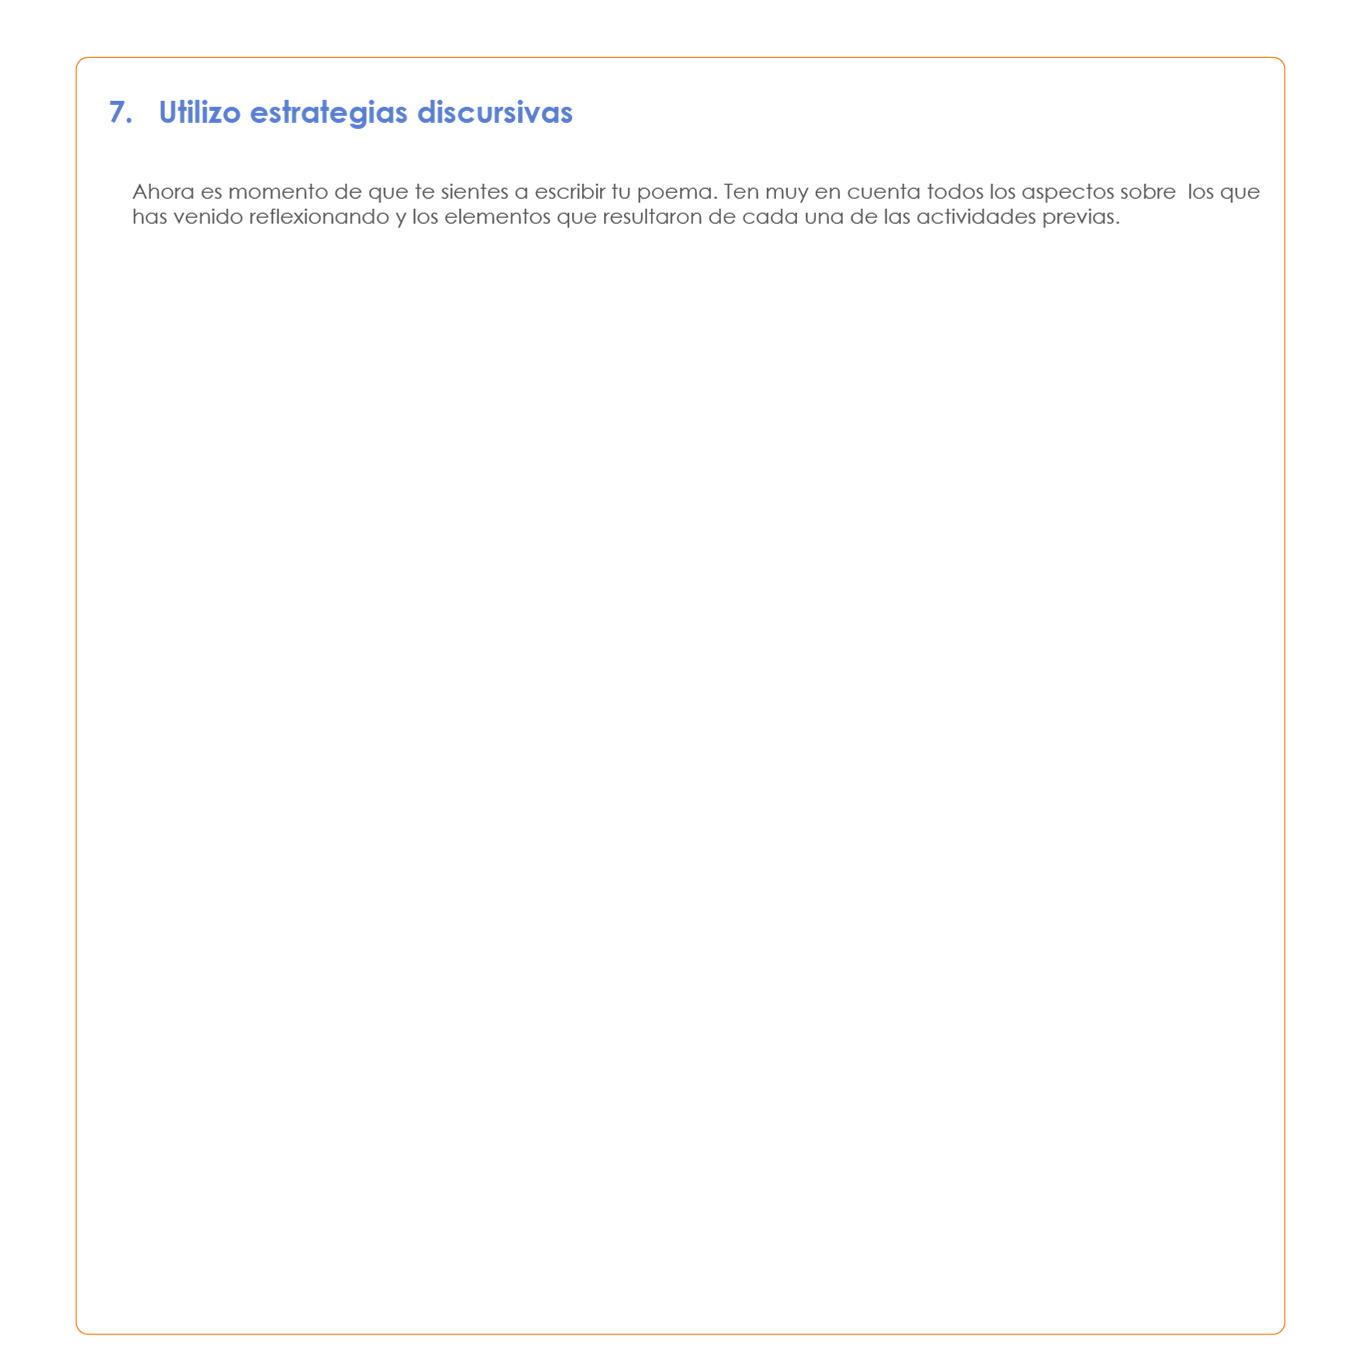 7. Utilizo estrategias discursivas
Ahora es momento de que te sientes a escribir tu poema. Ten muy en cuenta todos los aspectos sobre  los que
has venido reflexionando y los elementos que resultaron de cada una de las actividades previas.